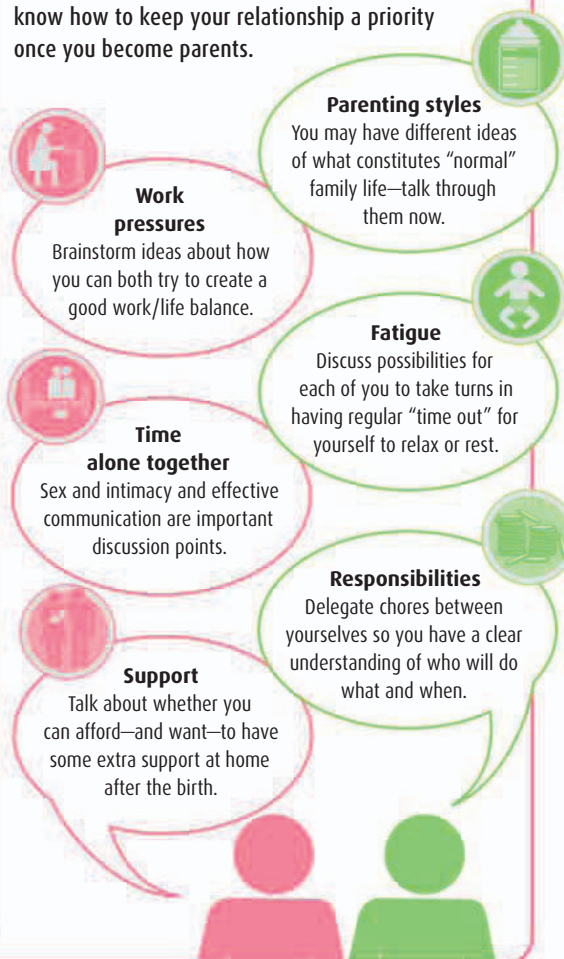 know how to keep your relationship a priority
once you become parents.
Parenting styles
You may have different ideas
of what constitutes “normal”
family life—talk through
them now.
Work
pressures
Brainstorm ideas about how
you can both try to create a
good work/life balance.
Fatigue
Discuss possibilities for
each of you to take turns in
having regular “time out” for
yourself to relax or rest.
Time
alone together
Sex and intimacy and effective
communication are important
discussion points.
Responsibilities
Delegate chores between
yourselves so you have a clear
understanding of who will do
what and when.
Support
Talk about whether you
can afford—and want—to have
some extra support at home
after the birth.